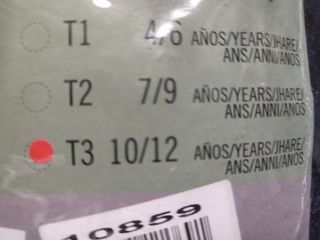 T1 4/6 AÑOS/YEARS/JHARE/
ANS/ANNI/ANOS
T2 7/9 AÑOS/YEARS/JHARE/
ANS/ANNI/ANOS
T3 10/12 AÑOS/YEARS/JHARE/
ANS/ANNI/ANOS
10859